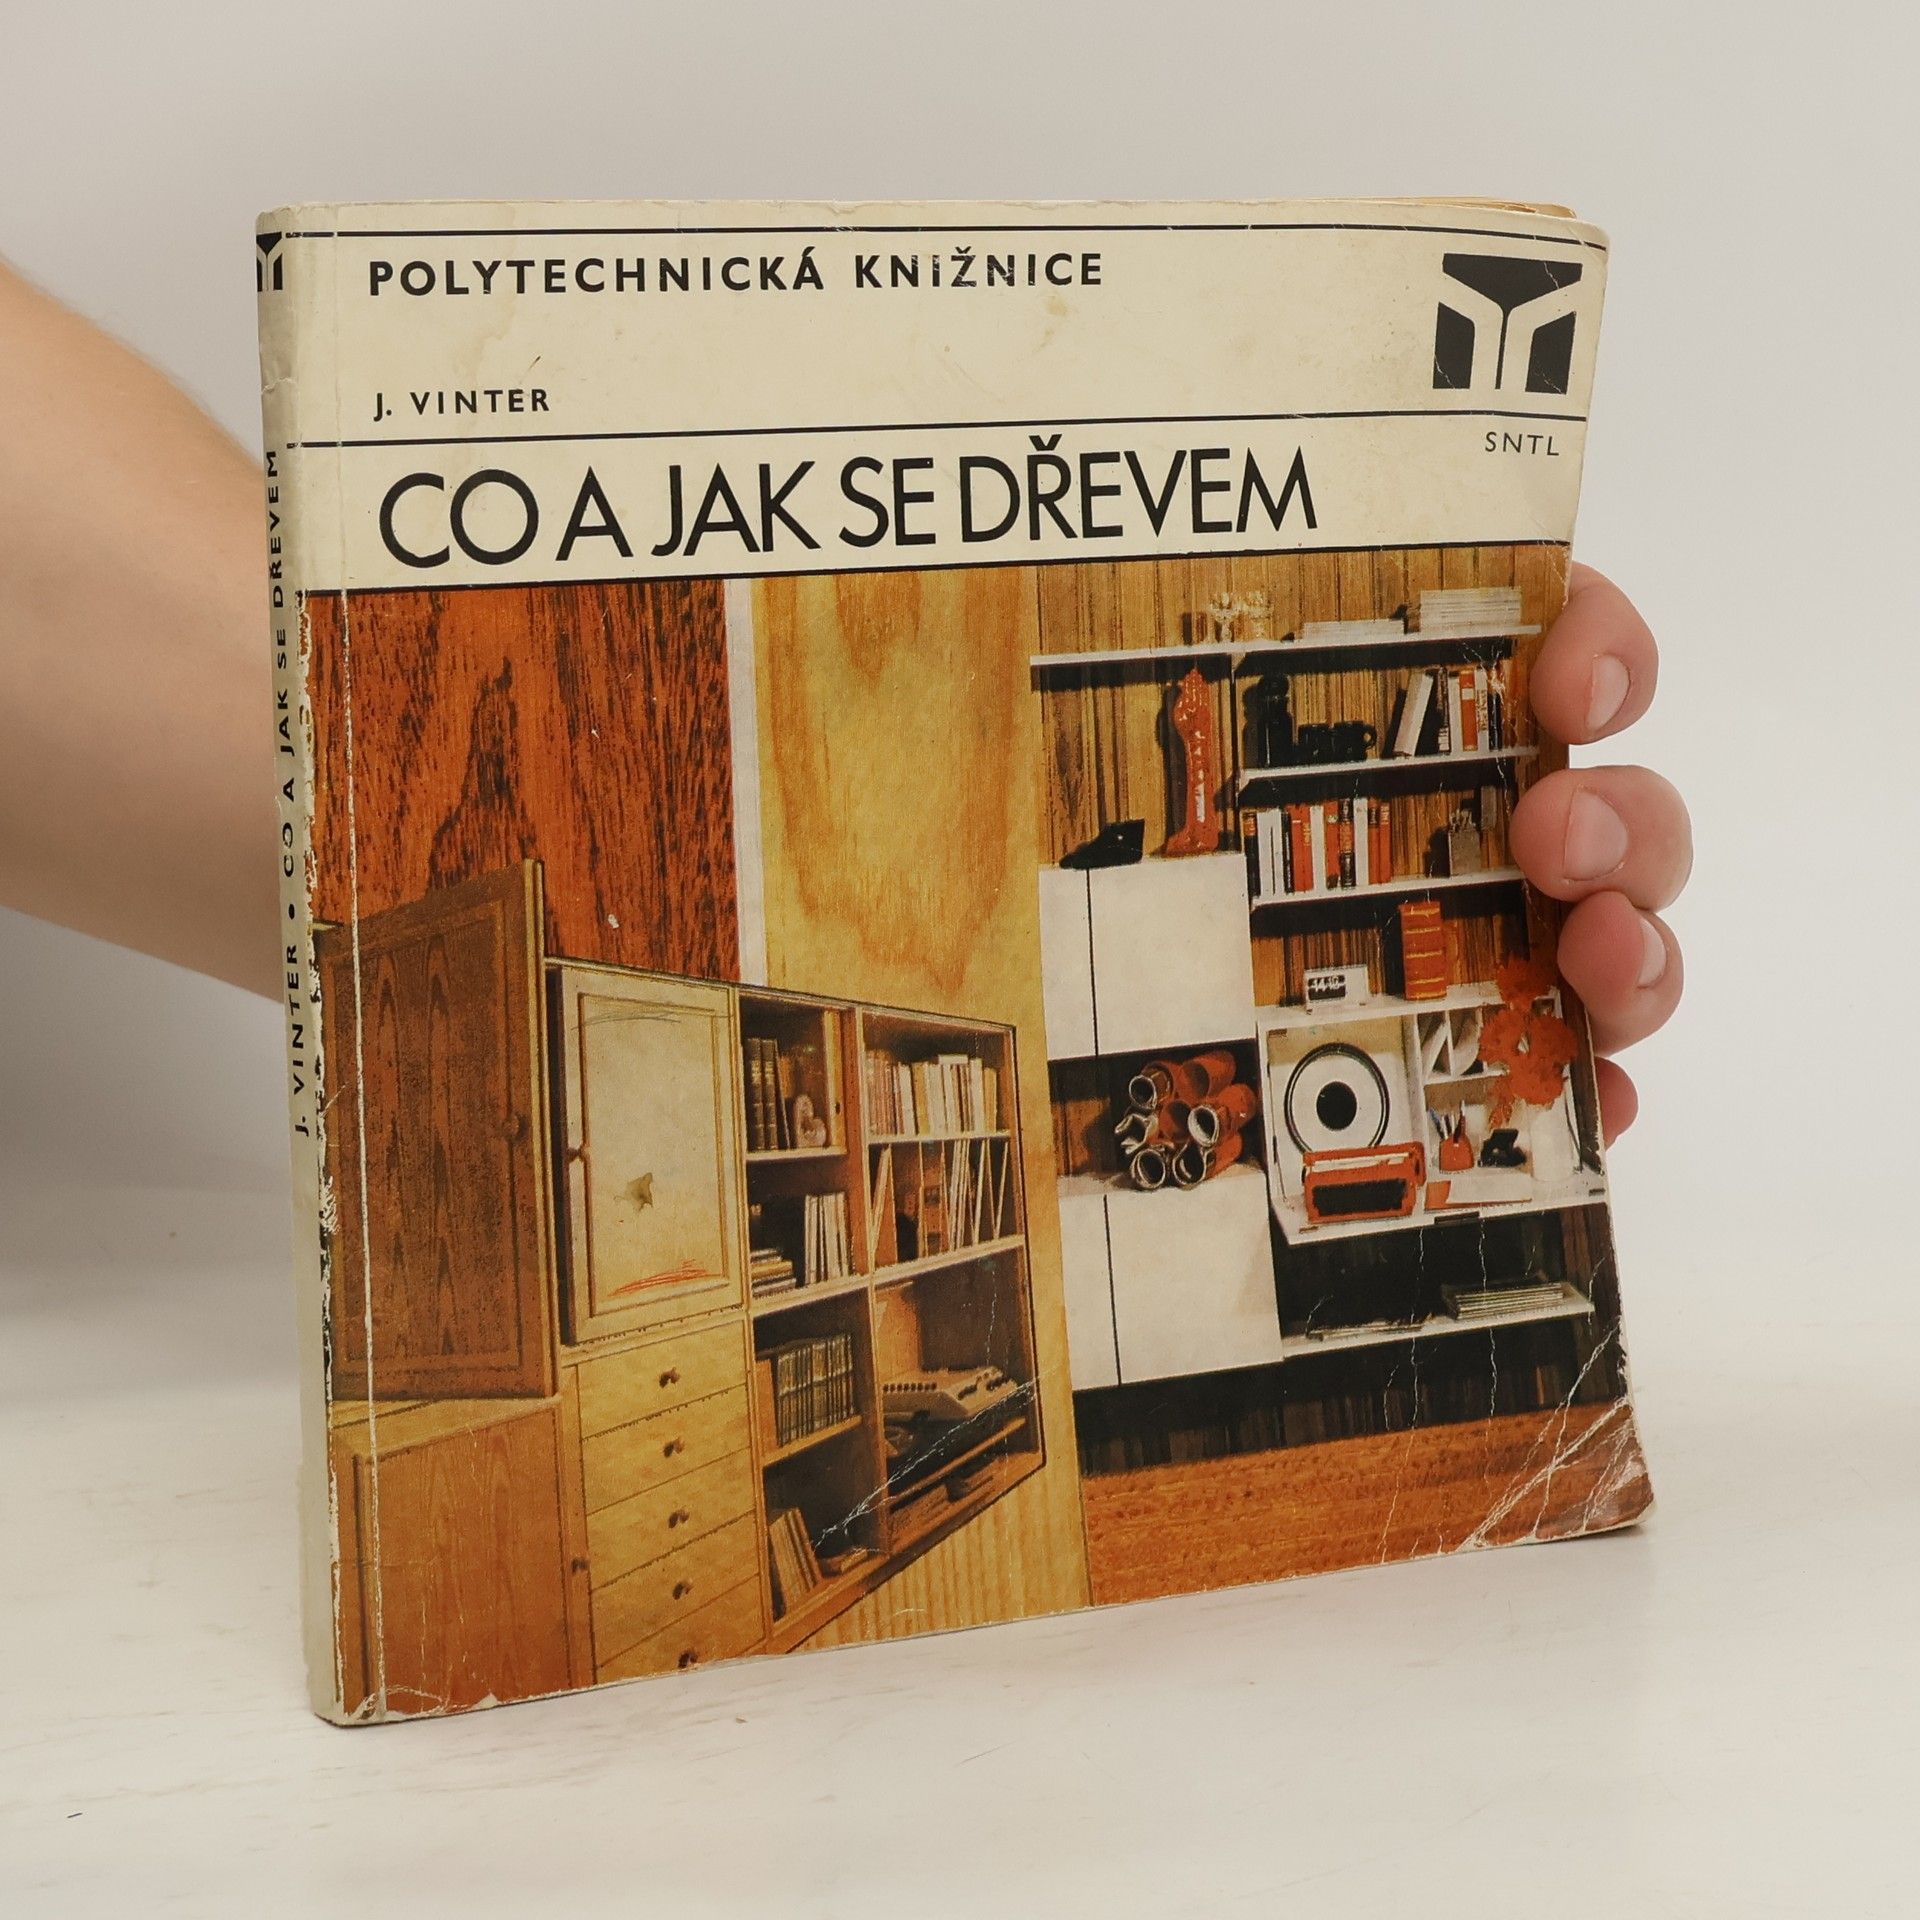 POLYTECHNICKÁ KNIŽNICE
J. VINTER
SNTL
CO A JAK SE DŘEVEM
J. VINTER • CO A JAK SE DŘEVEM